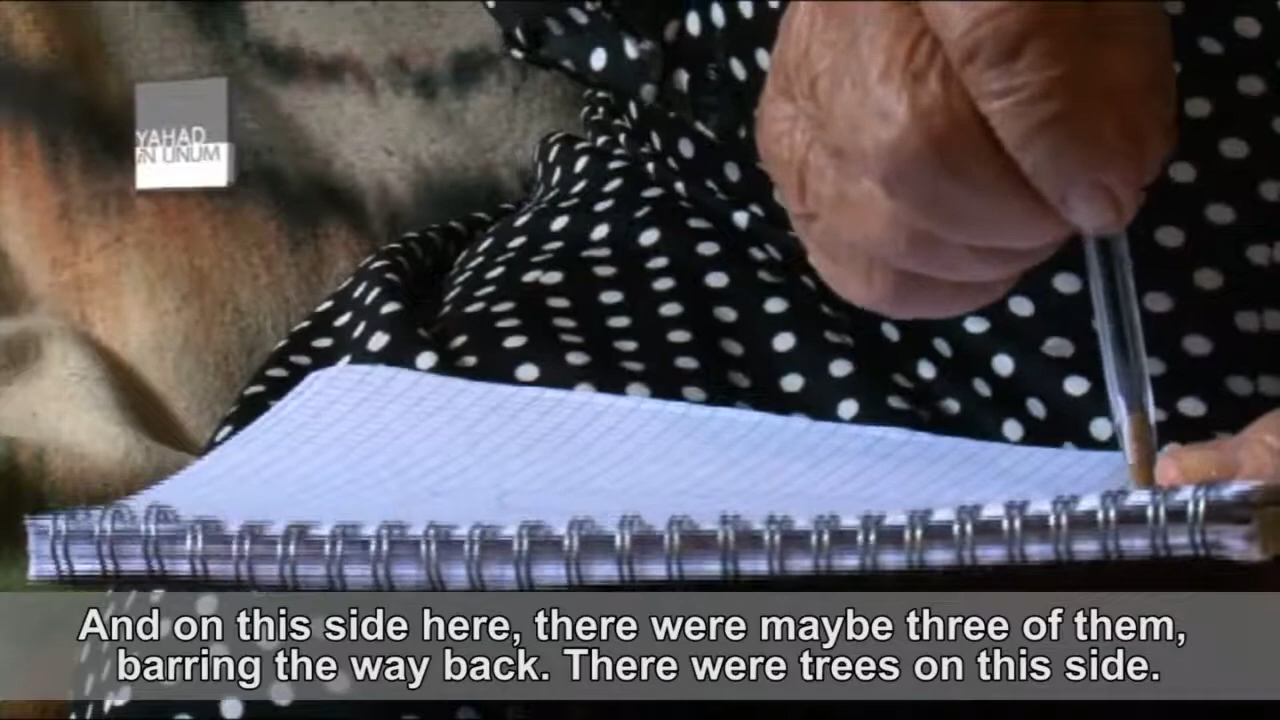 YAHAD
IN UNUM
And on this side here, there were maybe three of them,
barring the way back. There were trees on this side.